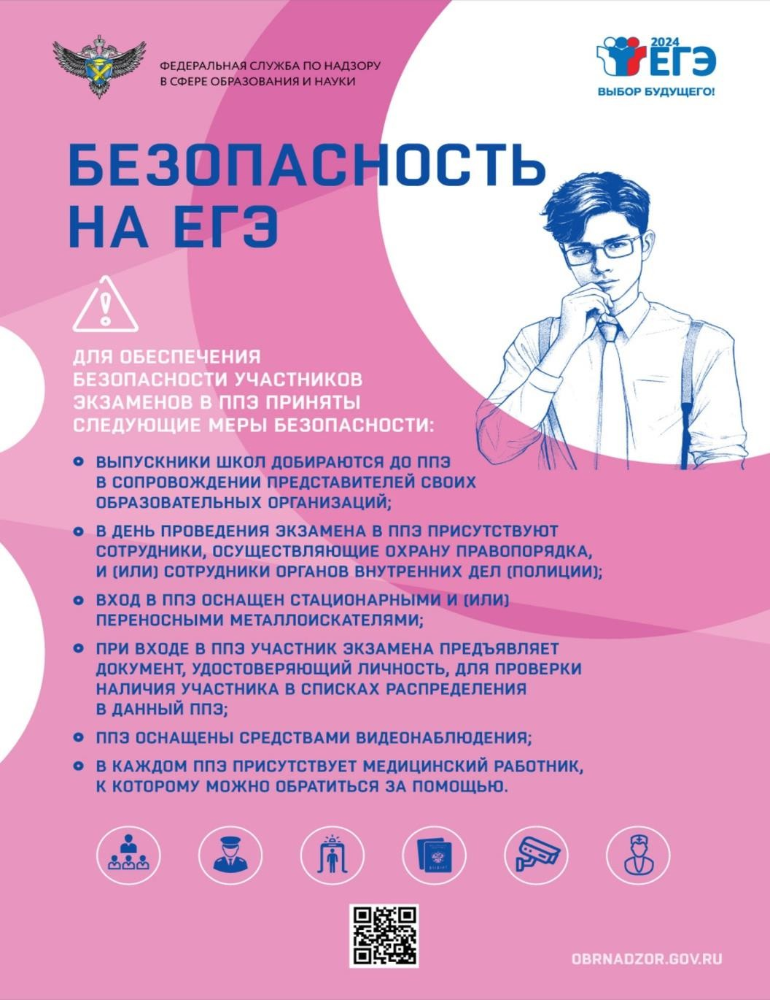 ФЕДЕРАЛЬНАЯ СЛУЖБА ПО НАДЗОРУ
В СФЕРЕ ОБРАЗОВАНИЯ И НАУКИ
2024
ЕГЭ
ВЫБОР БУДУЩЕГО!
БЕЗОПАСНОСТЬ
НА ЕГЭ
ДЛЯ ОБЕСПЕЧЕНИЯ
БЕЗОПАСНОСТИ УЧАСТНИКОВ
ЭКЗАМЕНОВ В ППЭ ПРИНЯТЫ
СЛЕДУЮЩИЕ МЕРЫ БЕЗОПАСНОСТИ:
ВЫПУСКНИКИ ШКОЛ ДОБИРАЮТСЯ ДО ППЭ
В СОПРОВОЖДЕНИИ ПРЕДСТАВИТЕЛЕЙ СВОИХ
ОБРАЗОВАТЕЛЬНЫХ ОРГАНИЗАЦИЙ;
В ДЕНЬ ПРОВЕДЕНИЯ ЭКЗАМЕНА В ППЭ ПРИСУТСТВУЮТ
СОТРУДНИКИ, ОСУЩЕСТВЛЯЮЩИЕ ОХРАНУ ПРАВОПОРЯДКА,
И (ИЛИ) СОТРУДНИКИ ОРГАНОВ ВНУТРЕННИХ ДЕЛ (ПОЛИЦИИ);
ВХОД В ППЭ ОСНАЩЕН СТАЦИОНАРНЫМИ И (ИЛИ)
ПЕРЕНОСНЫМИ МЕТАЛЛОИСКАТЕЛЯМИ;
ПРИ ВХОДЕ В ППЭ УЧАСТНИК ЭКЗАМЕНА ПРЕДЪЯВЛЯЕТ
ДОКУМЕНТ, УДОСТОВЕРЯЮЩИЙ ЛИЧНОСТЬ, ДЛЯ ПРОВЕРКИ
НАЛИЧИЯ УЧАСТНИКА В СПИСКАХ РАСПРЕДЕЛЕНИЯ
В ДАННЫЙ ППЭ;
ППЭ ОСНАЩЕНЫ СРЕДСТВАМИ ВИДЕОНАБЛЮДЕНИЯ;
В КАЖДОМ ППЭ ПРИСУТСТВУЕТ МЕДИЦИНСКИЙ РАБОТНИК,
К КОТОРОМУ МОЖНО ОБРАТИТЬСЯ ЗА ПОМОЩЬЮ.
OBRNADZOR.GOV.RU